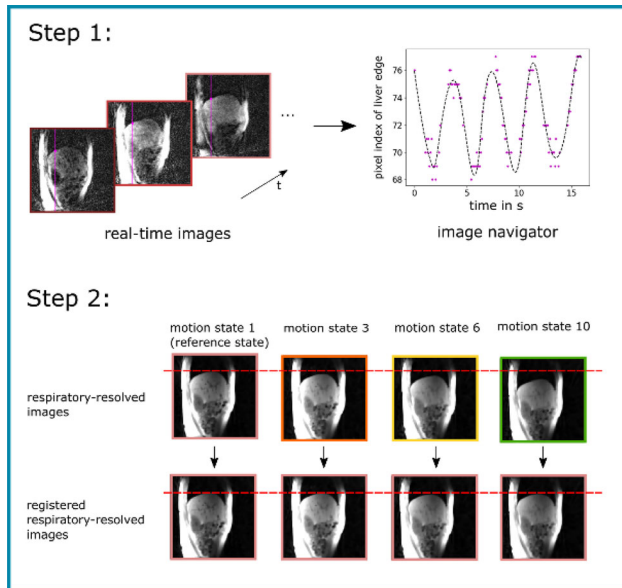 Step 1:
...
t
real-time images
pixel index of liver edge
76
74
72
70
68
0
5
10
15
time in s
image navigator
Step 2:
motion state 1
(reference state)
motion state 3
motion state 6
motion state 10
respiratory-resolved
images
registered
respiratory-resolved
images